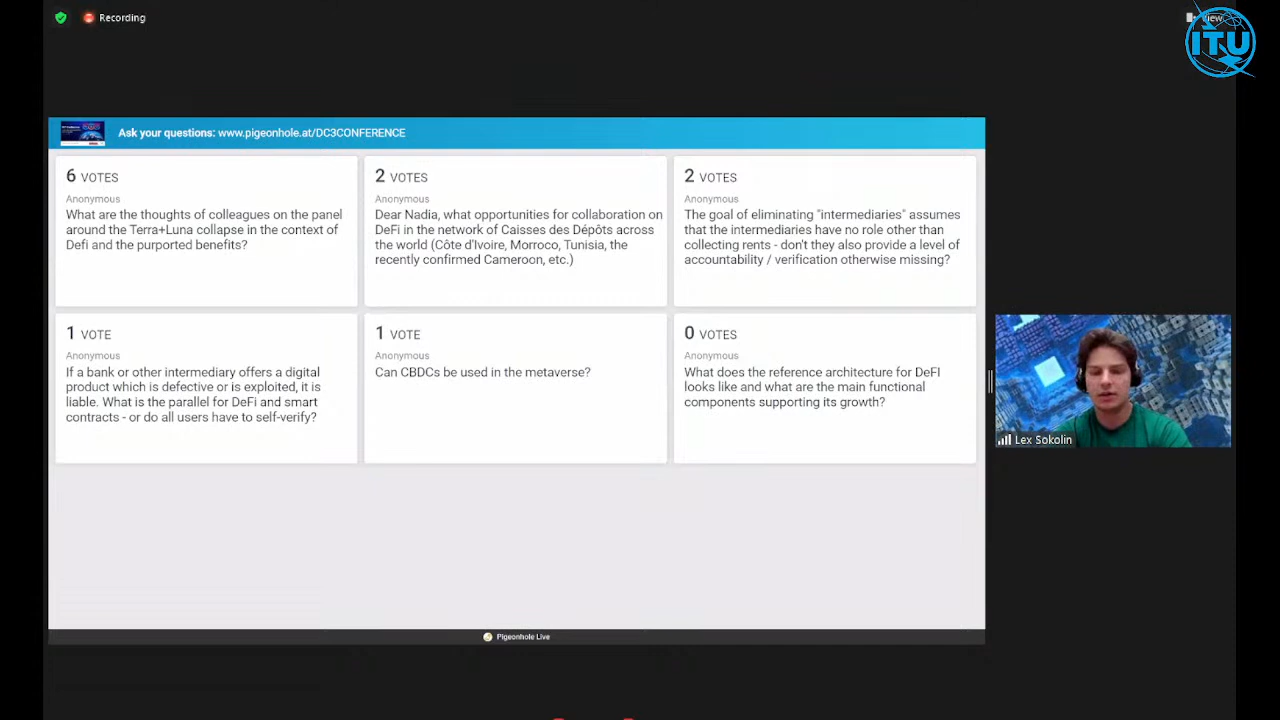 Recording
View
ITU
Ask your questions: www.pigeonhole.at/DC3CONFERENCE
6 VOTES
Anonymous
What are the thoughts of colleagues on the panel
around the Terra+Luna collapse in the context of
Defi and the purported benefits?
2 VOTES
Anonymous
Dear Nadia, what opportunities for collaboration on
DeFi in the network of Caisses des Dépôts across
the world (Côte d'Ivoire, Morroco, Tunisia, the
recently confirmed Cameroon, etc.)
2 VOTES
Anonymous
The goal of eliminating "intermediaries" assumes
that the intermediaries have no role other than
collecting rents - don't they also provide a level of
accountability / verification otherwise missing?
1 VOTE
Anonymous
If a bank or other intermediary offers a digital
product which is defective or is exploited, it is
liable. What is the parallel for DeFi and smart
contracts - or do all users have to self-verify?
1 VOTE
Anonymous
Can CBDCs be used in the metaverse?
0 VOTES
Anonymous
What does the reference architecture for DeFI
looks like and what are the main functional
components supporting its growth?
Lex Sokolin
Pigeonhole Live